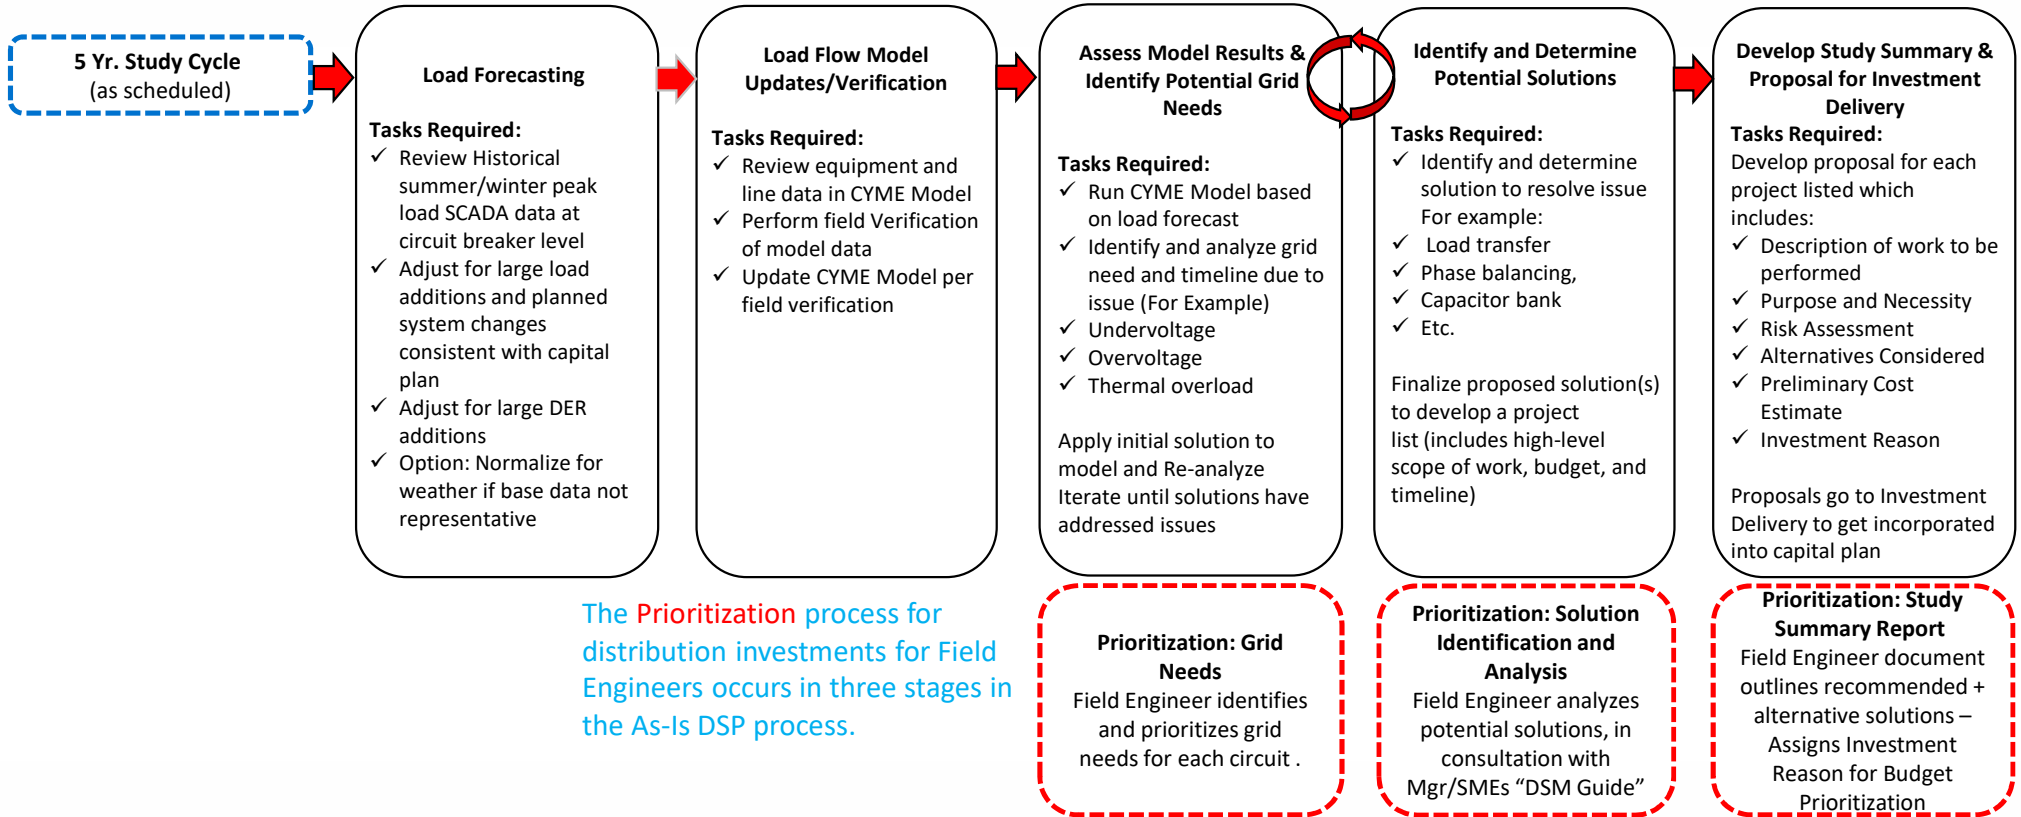 5 Yr. Study Cycle
(as scheduled)
Load Forecasting
Tasks Required:
✓ Review Historical
summer/winter peak
load SCADA data at
circuit breaker level
✓ Adjust for large load
additions and planned
system changes
consistent with capital
plan
✓ Adjust for large DER
additions
✓ Option: Normalize for
weather if base data not
representative
Load Flow Model
Updates/Verification
Tasks Required:
✓ Review equipment and
line data in CYME Model
✓ Perform field Verification
of model data
✓ Update CYME Model per
field verification
Assess Model Results &
Identify Potential Grid
Needs
Tasks Required:
✓ Run CYME Model based
on load forecast
✓ Identify and analyze grid
need and timeline due to
issue (For Example)
✓ Undervoltage
✓ Overvoltage
✓ Thermal overload
Apply initial solution to
model and Re-analyze
Iterate until solutions have
addressed issues
Identify and Determine
Potential Solutions
Tasks Required:
✓ Identify and determine
solution to resolve issue
For example:
✓ Load transfer
✓ Phase balancing,
✓ Capacitor bank
✓ Etc.
Finalize proposed solution(s)
to develop a project
list (includes high-level
scope of work, budget, and
timeline)
Develop Study Summary &
Proposal for Investment
Delivery
Tasks Required:
Develop proposal for each
project listed which
includes:
✓ Description of work to be
performed
✓ Purpose and Necessity
✓ Risk Assessment
✓ Alternatives Considered
✓ Preliminary Cost
Estimate
✓ Investment Reason
Proposals go to Investment
Delivery to get incorporated
into capital plan
The Prioritization process for
distribution investments for Field
Engineers occurs in three stages in
the As-Is DSP process.
Prioritization: Grid
Needs
Field Engineer identifies
and prioritizes grid
needs for each circuit .
Prioritization: Solution
Identification and
Analysis
Field Engineer analyzes
potential solutions, in
consultation with
Mgr/SMEs “DSM Guide”
Prioritization: Study
Summary Report
Field Engineer document
outlines recommended +
alternative solutions –
Assigns Investment
Reason for Budget
Prioritization